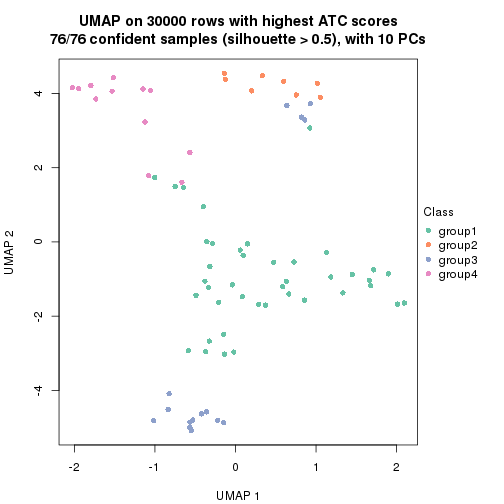 UMAP on 30000 rows with highest ATC scores
76/76 confident samples (silhouette > 0.5), with 10 PCs
UMAP 2
4
2
0
-2
-4
-2
-1
0
1
2
UMAP 1
Class
group1
group2
group3
group4